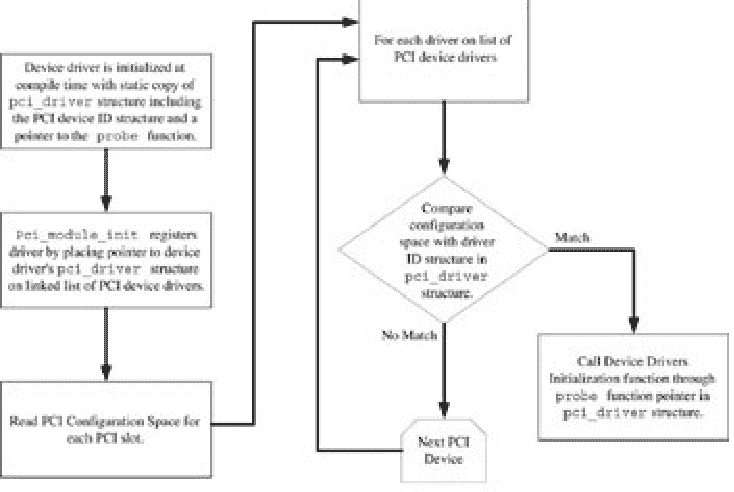 Device driver is initialized at
compile time with static copy of
pci_driver structure including
the PCI device ID structure and a
pointer to the probe function.
Pci_module_init registers
driver by placing pointer to device
driver's pci_driver structure
on linked list of PCI device drivers.
Read PCI Configuration Space for
each PCI slot.
For each driver on list of
PCI device drivers
Compare
configuration
space with driver
ID structure in
pci_driver
structure.
Match
No Match
Call Device Drivers
Initialization function through
probe function pointer in
pci_driver structure.
Next PCI
Device